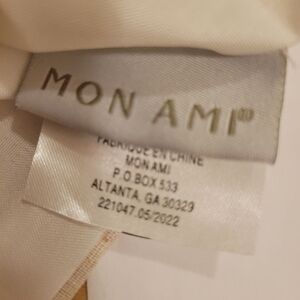 MON AMI®
FABRIQUE EN CHINE
MON AMI
P.O.BOX 533
ALTANTA, GA 30329
221047.05/2022